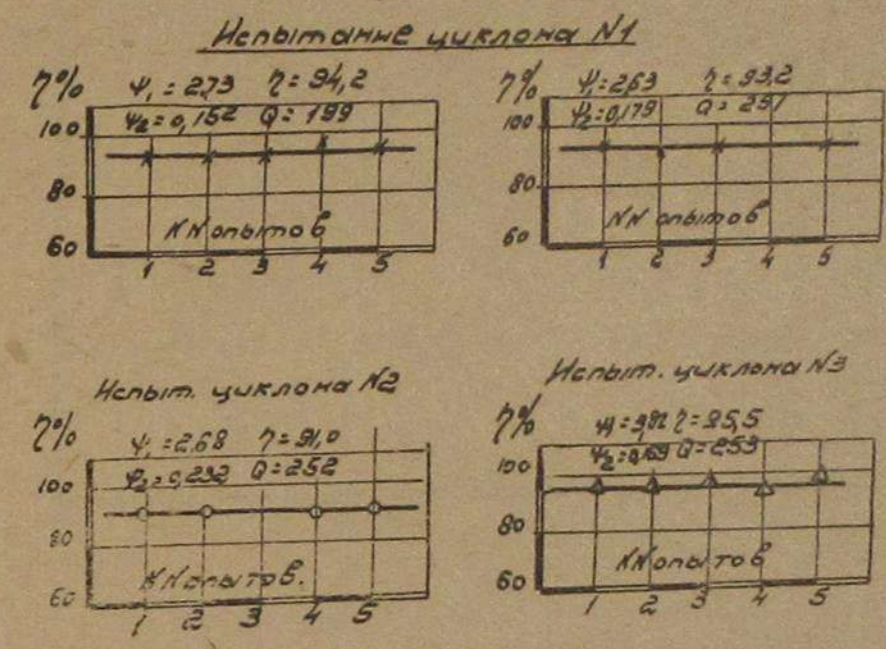 Испытание циклона N1
η% ψ₁ = 2,73 η = 94,2
ψ₂ = 0,152 Q = 199
100
80
60
NN опытов
1 2 3 4 5
η% ψ₁ = 2,63 η = 93,2
ψ₂ = 0,179 Q = 291
100
80
60
NN опытов
1 2 3 4 5
Испыт. циклона N2
η% ψ₁ = 2,68 η = 91,0
ψ₂ = 0,232 Q = 252
100
80
60
NN опытов.
1 2 3 4 5
Испыт. циклона N3
η%
Q = 253
100
80
60
NN опытов
1 2 3 4 5